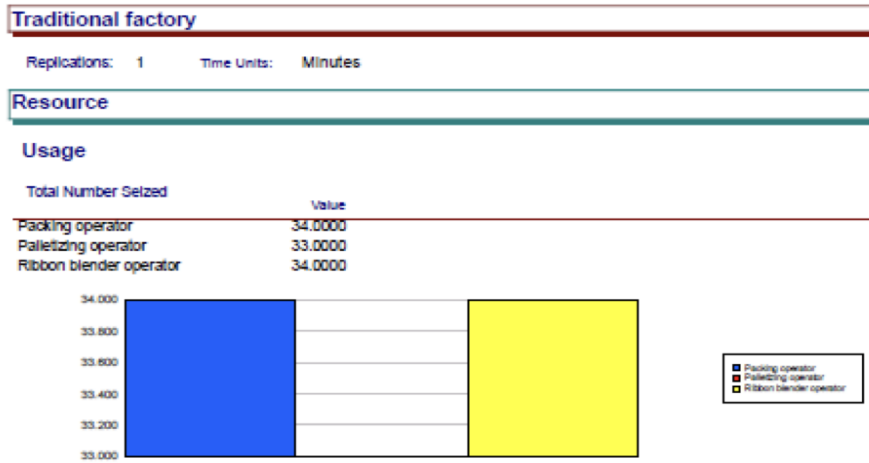 Traditional factory
Replications: 1 Time Units: Minutes
Resource
Usage
Total Number Seized
Value
Packing operator 34.0000
Palletizing operator 33.0000
Ribbon blender operator 34.0000
34.000
33.800
33.600
33.400
33.200
33.000
Packing operator
Palletizing operator
Ribbon blender operator